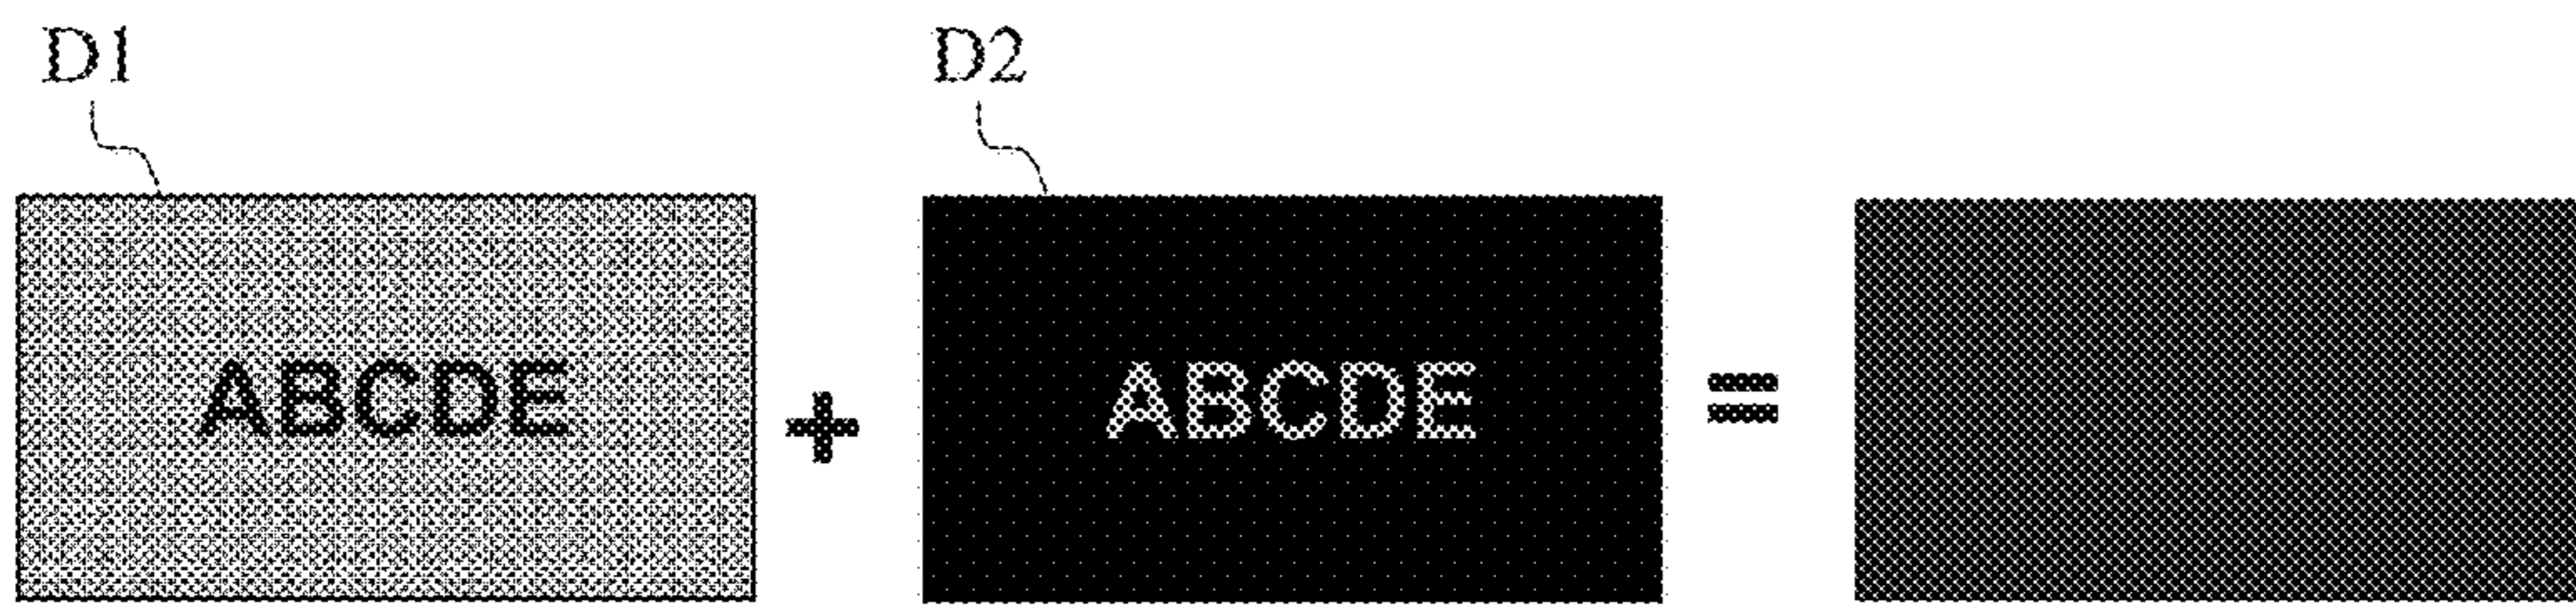 D1 D2
ABCDE + ABCDE =